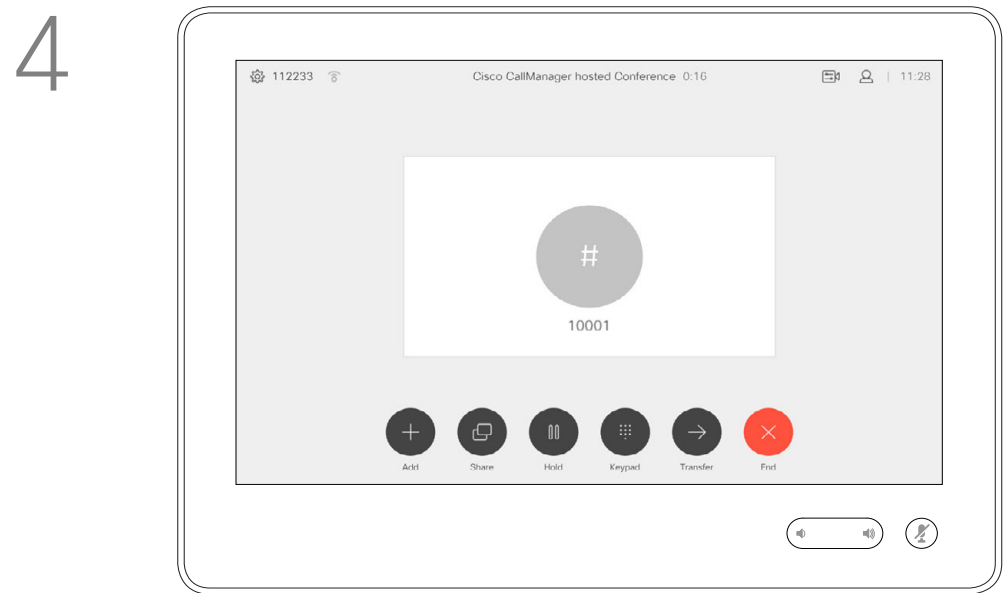 4
112233
Cisco CallManager hosted Conference 0:16
11:28
#
10001
Add
Share
Hold
Keypad
Transfer
End